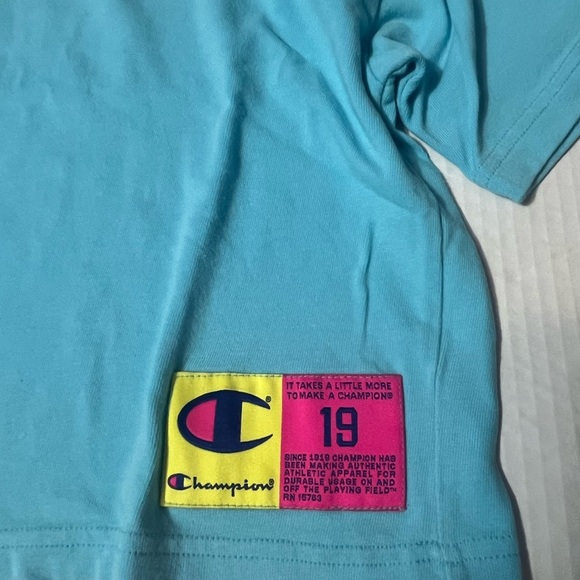 C®
Champion®
IT TAKES A LITTLE MORE
TO MAKE A CHAMPION®
19
SINCE 1919 CHAMPION HAS
BEEN MAKING AUTHENTIC
ATHLETIC APPAREL FOR
DURABLE USAGE ON AND
OFF THE PLAYING FIELD™
RN 15763